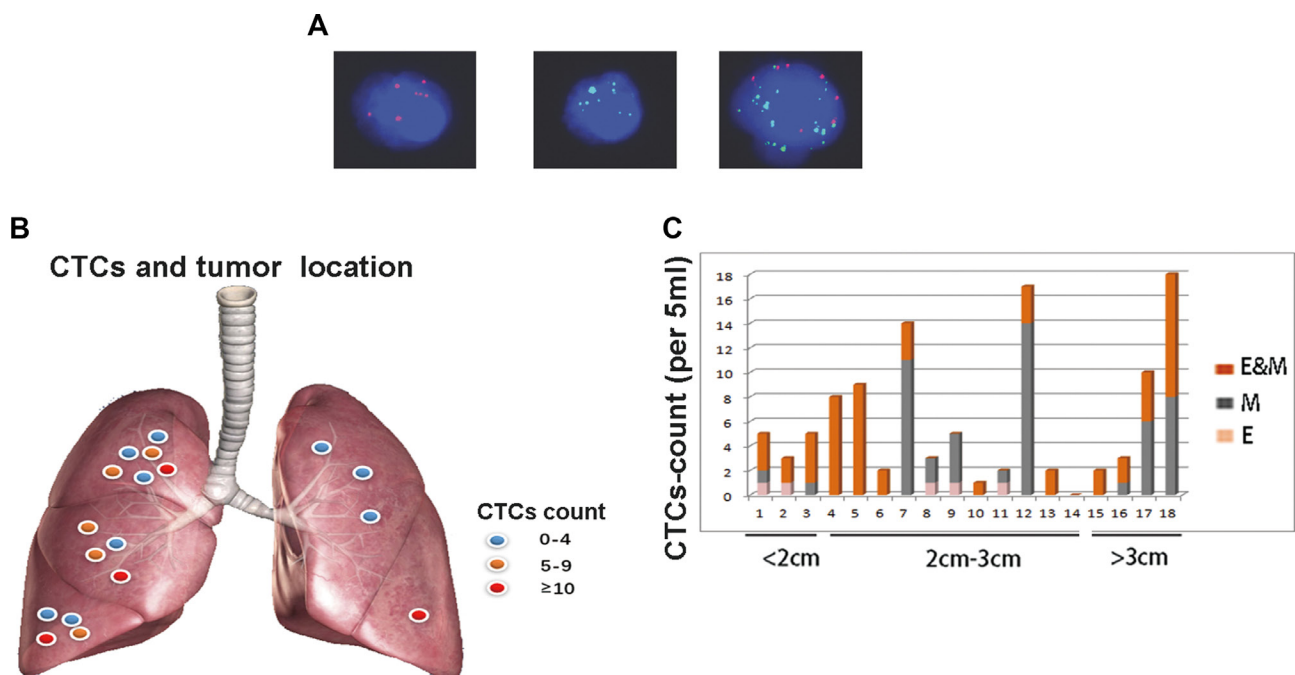 A
B
CTCs and tumor location
CTCs count
0-4
5-9
≥10
C
CTCs-count (per 5ml)
18
16
14
12
10
8
6
4
2
0
1 2 3 4 5 6 7 8 9 10 11 12 13 14 15 16 17 18
<2cm 2cm-3cm >3cm
E&M
M
E